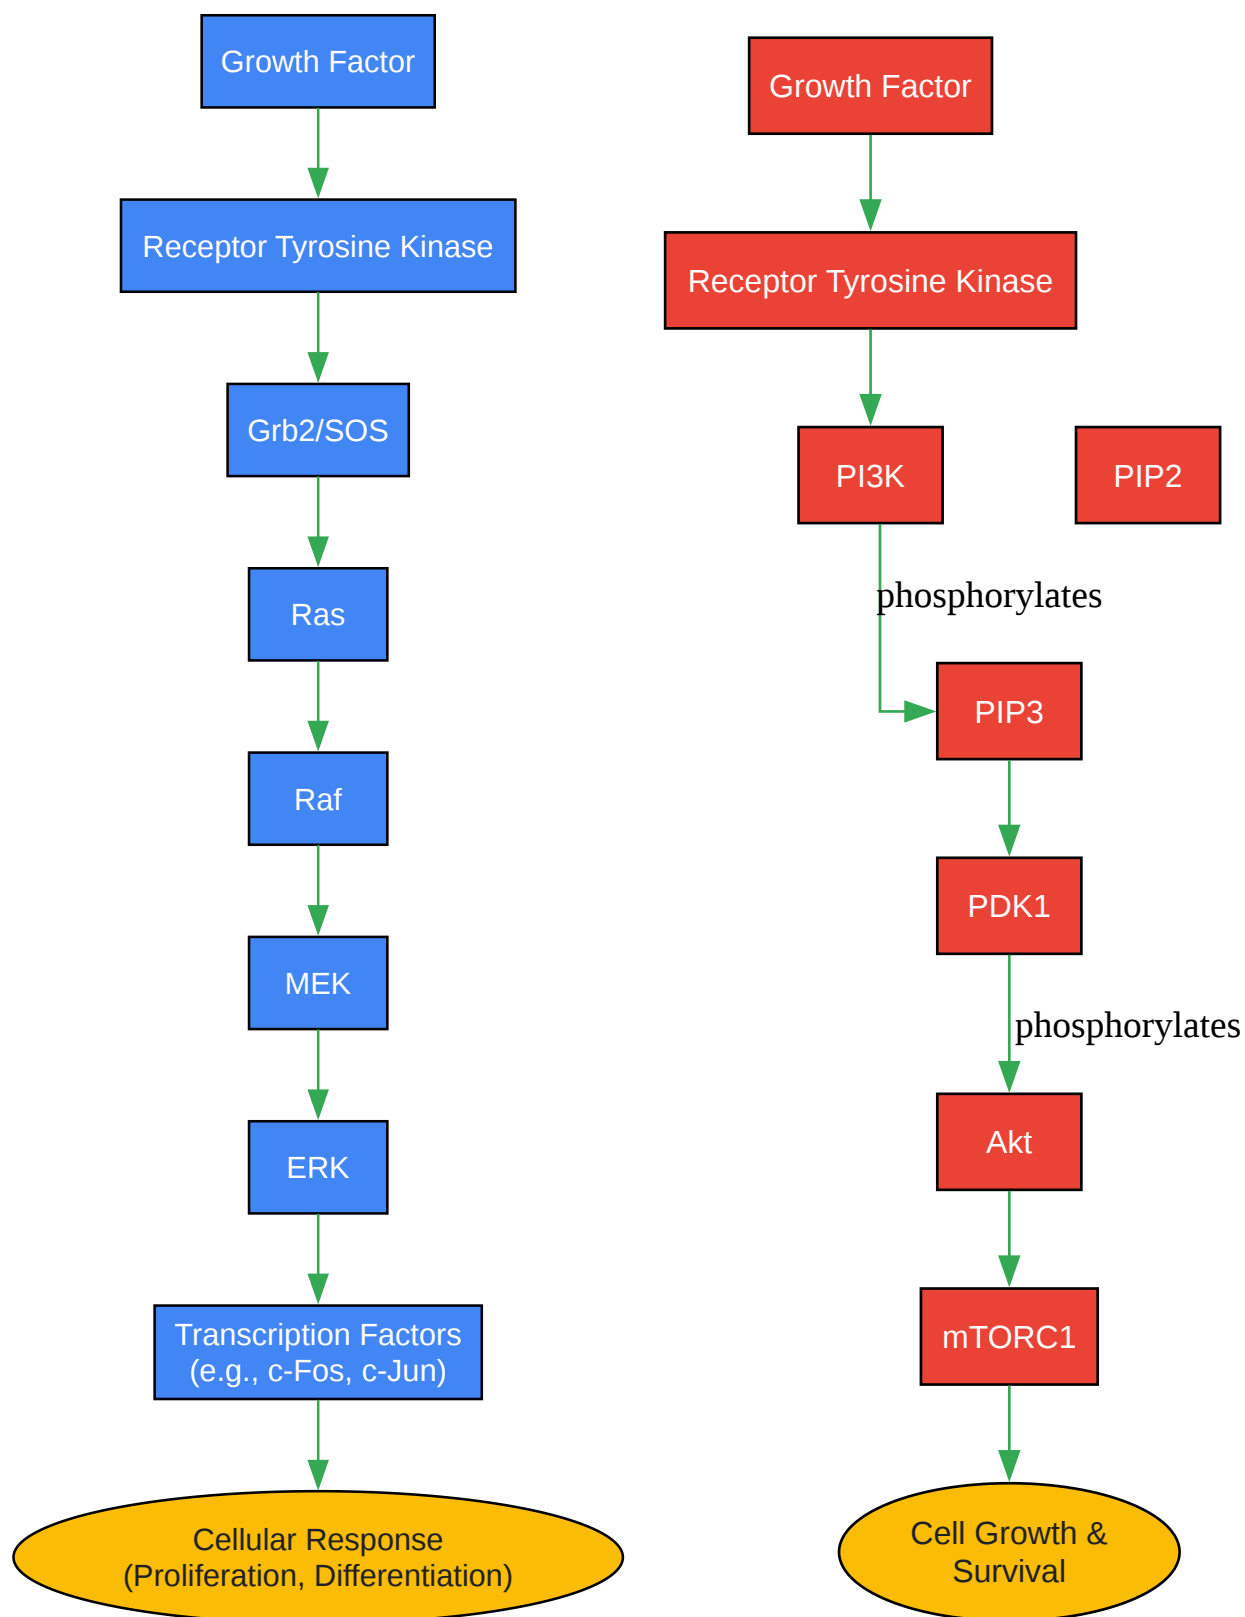 Growth Factor
Receptor Tyrosine Kinase
Grb2/SOS
Ras
Raf
MEK
ERK
Transcription Factors
(e.g., c-Fos, c-Jun)
Cellular Response
(Proliferation, Differentiation)
Growth Factor
Receptor Tyrosine Kinase
PI3K
PIP2
phosphorylates
PIP3
PDK1
phosphorylates
Akt
mTORC1
Cell Growth &
Survival